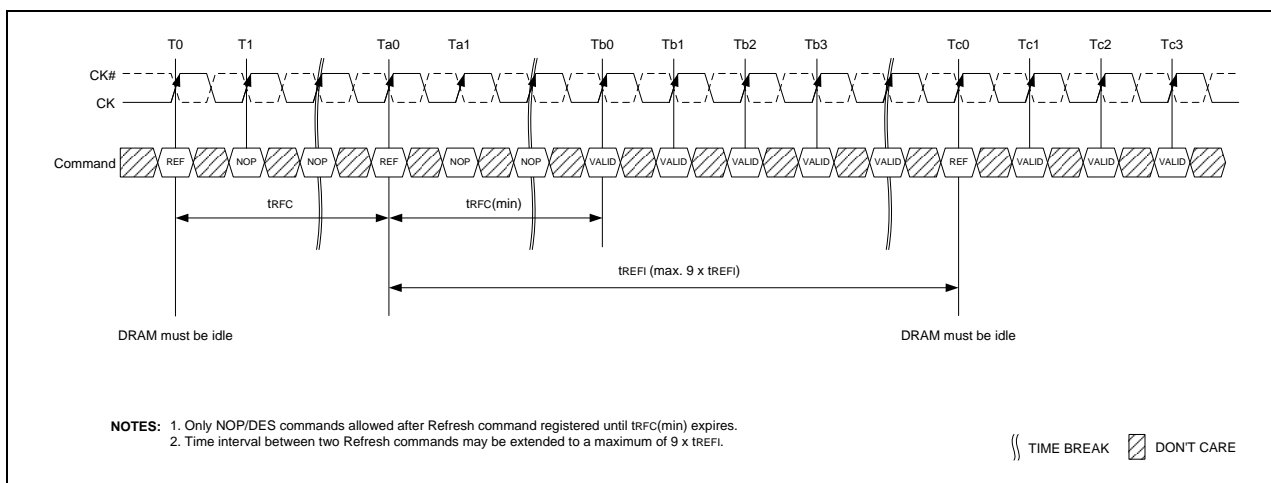 T0 T1 Ta0 Ta1 Tb0 Tb1 Tb2 Tb3 Tc0 Tc1 Tc2 Tc3
CK#
CK
Command REF NOP NOP REF NOP NOP VALID VALID VALID VALID VALID REF VALID VALID VALID
tRFC tRFC(min)
tREFI (max. 9 x tREFI)
DRAM must be idle DRAM must be idle
NOTES: 1. Only NOP/DES commands allowed after Refresh command registered until tRFC(min) expires.
2. Time interval between two Refresh commands may be extended to a maximum of 9 x tREFI.
TIME BREAK DON'T CARE